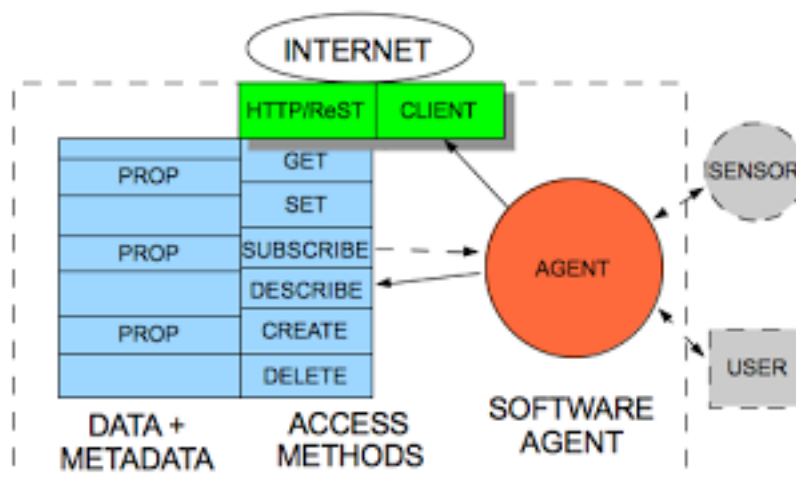 INTERNET
HTTP/ReST CLIENT
GET
PROP
SENSOR
SET
PROP
SUBSCRIBE
AGENT
DESCRIBE
PROP
CREATE
USER
DELETE
DATA +
METADATA
ACCESS
METHODS
SOFTWARE
AGENT